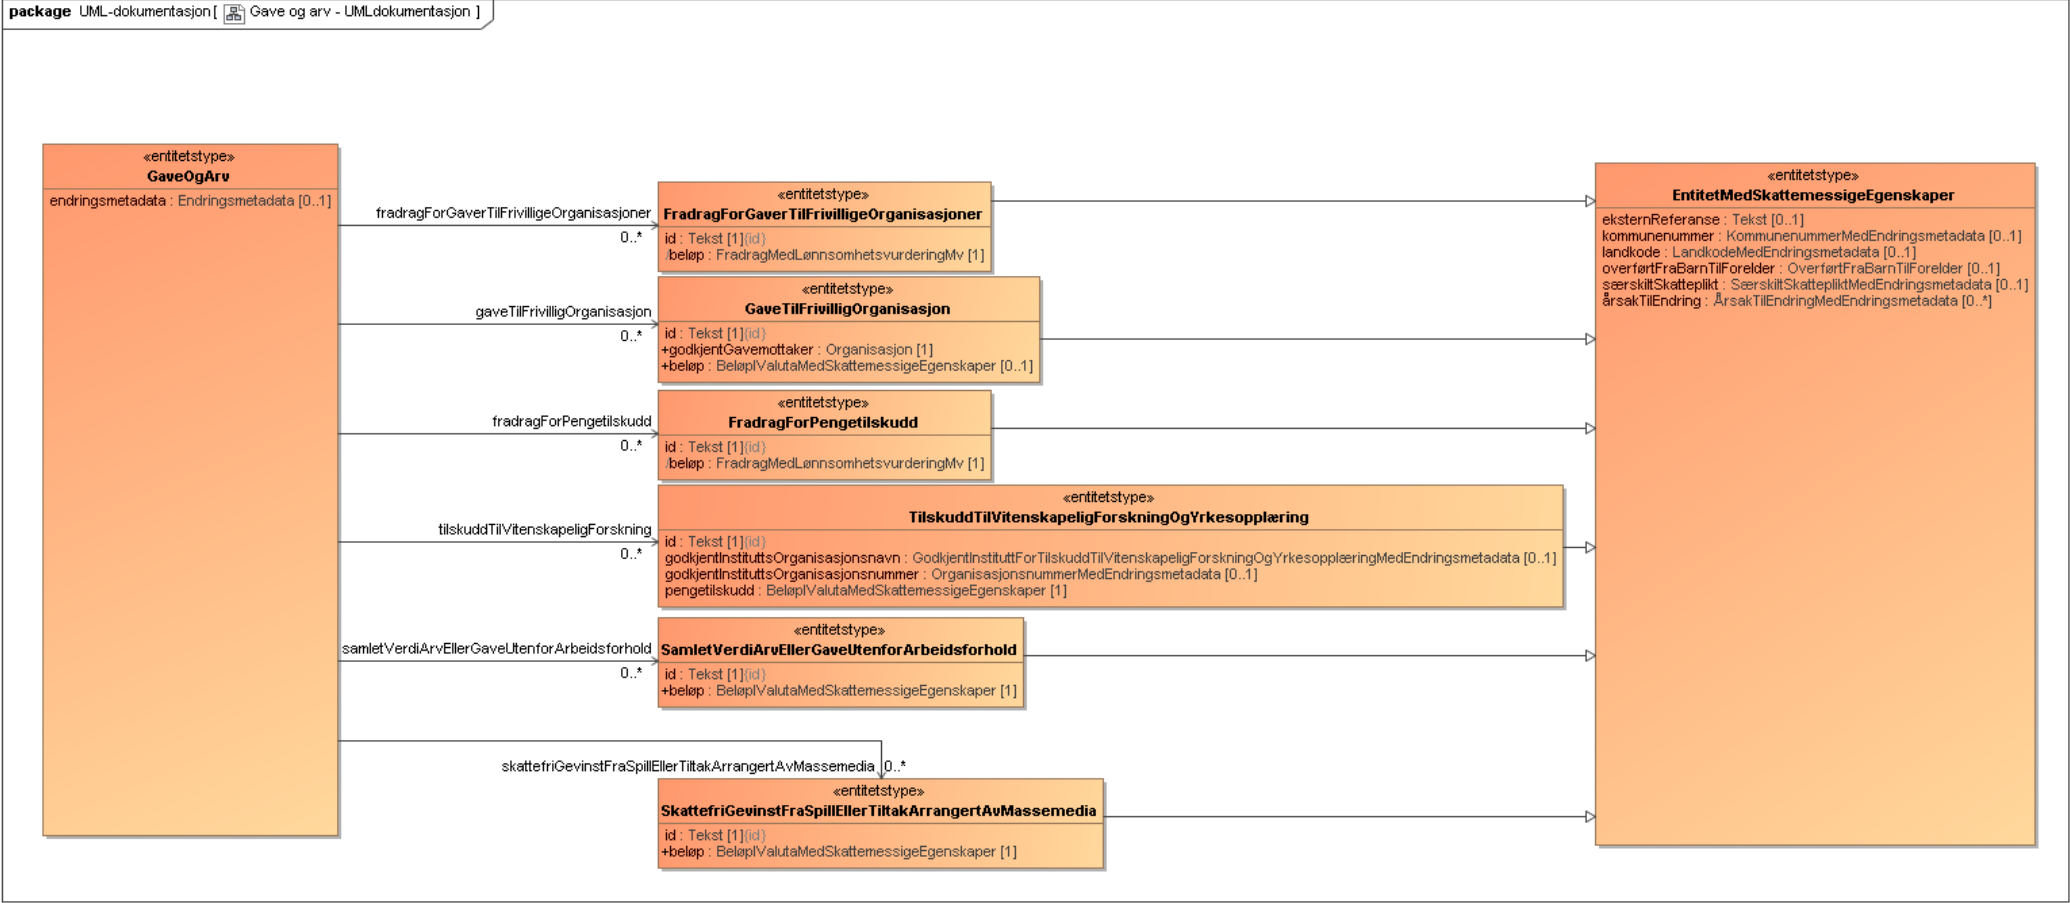 package UML-dokumentasjon [ Gave og arv - UMLdokumentasjon ]
«entitetstype»
GaveOgArv
endringsmetadata : Endringsmetadata [0..1]
fradragForGaverTilFrivilligeOrganisasjoner
0..*
«entitetstype»
FradragForGaverTilFrivilligeOrganisasjoner
id : Tekst [1]{id}
/beløp : FradragMedLønnsomhetsvurderingMv [1]
gaveTilFrivilligOrganisasjon
0..*
«entitetstype»
GaveTilFrivilligOrganisasjon
id : Tekst [1]{id}
+godkjentGavemottaker : Organisasjon [1]
+beløp : BeløpIValutaMedSkattemessigeEgenskaper [0..1]
fradragForPengetilskudd
0..*
«entitetstype»
FradragForPengetilskudd
id : Tekst [1]{id}
/beløp : FradragMedLønnsomhetsvurderingMv [1]
tilskuddTilVitenskapeligForskning
0..*
«entitetstype»
TilskuddTilVitenskapeligForskningOgYrkesopplæring
id : Tekst [1]{id}
godkjentInstituttsOrganisasjonsnavn : GodkjentInstituttForTilskuddTilVitenskapeligForskningOgYrkesopplæringMedEndringsmetadata [0..1]
godkjentInstituttsOrganisasjonsnummer : OrganisasjonsnummerMedEndringsmetadata [0..1]
pengetilskudd : BeløpIValutaMedSkattemessigeEgenskaper [1]
samletVerdiArvEllerGaveUtenforArbeidsforhold
0..*
«entitetstype»
SamletVerdiArvEllerGaveUtenforArbeidsforhold
id : Tekst [1]{id}
+beløp : BeløpIValutaMedSkattemessigeEgenskaper [1]
skattefriGevinstFraSpillEllerTiltakArrangertAvMassemedia 0..*
«entitetstype»
SkattefriGevinstFraSpillEllerTiltakArrangertAvMassemedia
id : Tekst [1]{id}
+beløp : BeløpIValutaMedSkattemessigeEgenskaper [1]
«entitetstype»
EntitetMedSkattemessigeEgenskaper
eksternReferanse : Tekst [0..1]
kommunenummer : KommunenummerMedEndringsmetadata [0..1]
landkode : LandkodeMedEndringsmetadata [0..1]
overførtFraBarnTilForelder : OverførtFraBarnTilForelder [0..1]
særskiltSkatteplikt : SærskiltSkattepliktMedEndringsmetadata [0..1]
årsakTilEndring : ÅrsakTilEndringMedEndringsmetadata [0..*]